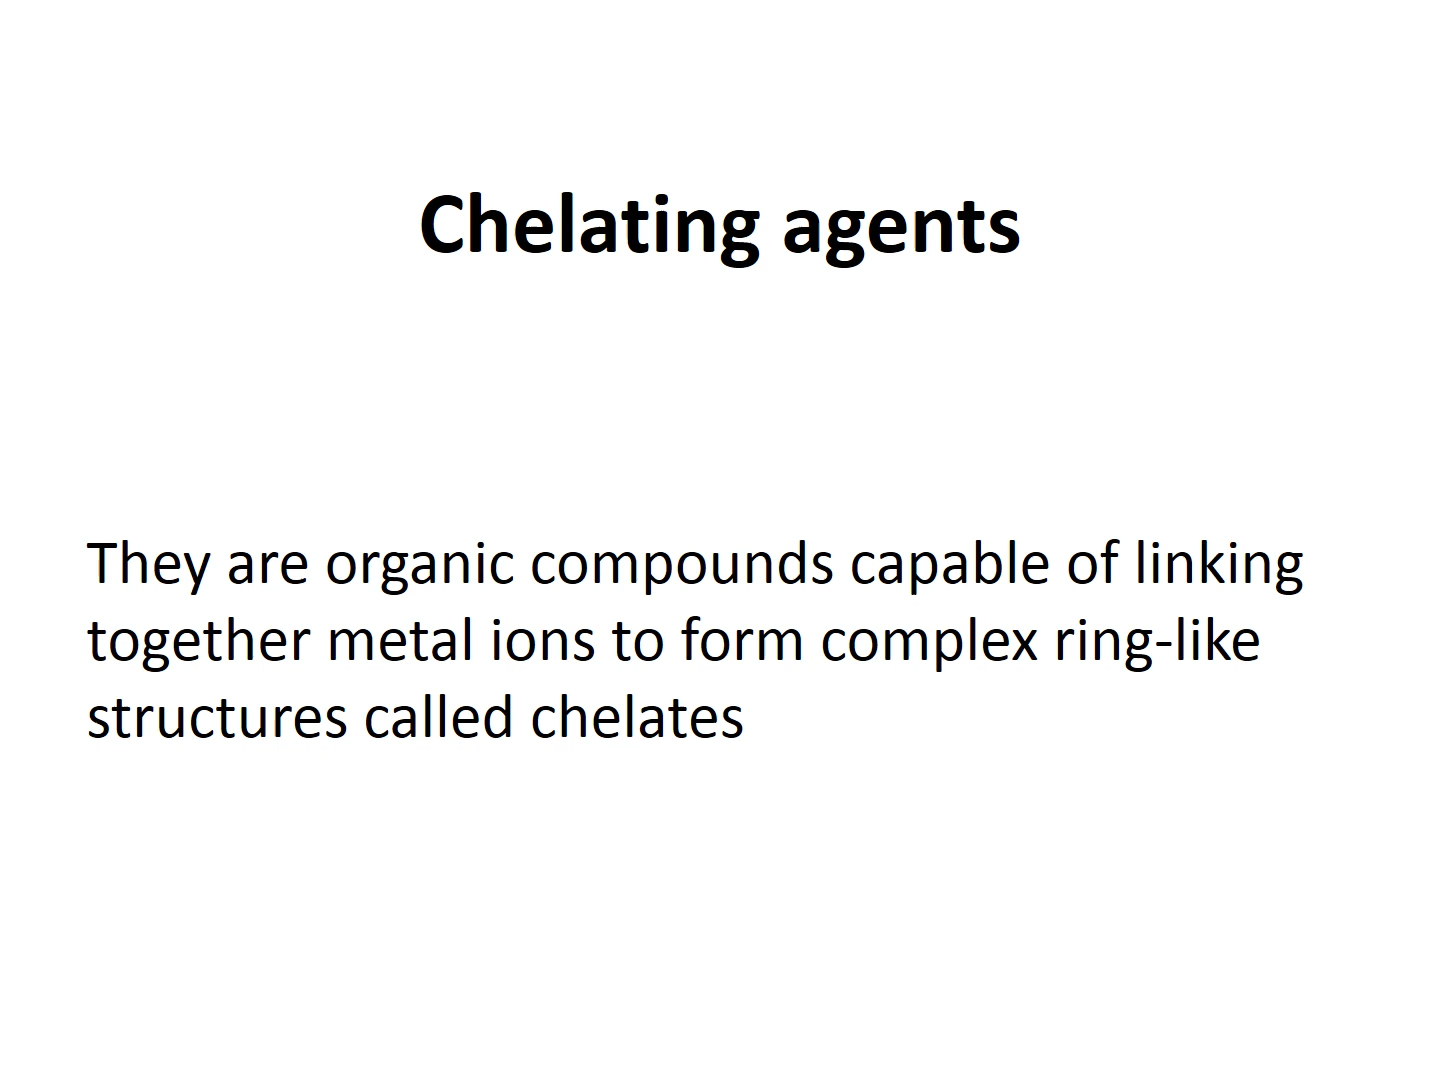 Chelating agents
They are organic compounds capable of linking
together metal ions to form complex ring-like
structures called chelates